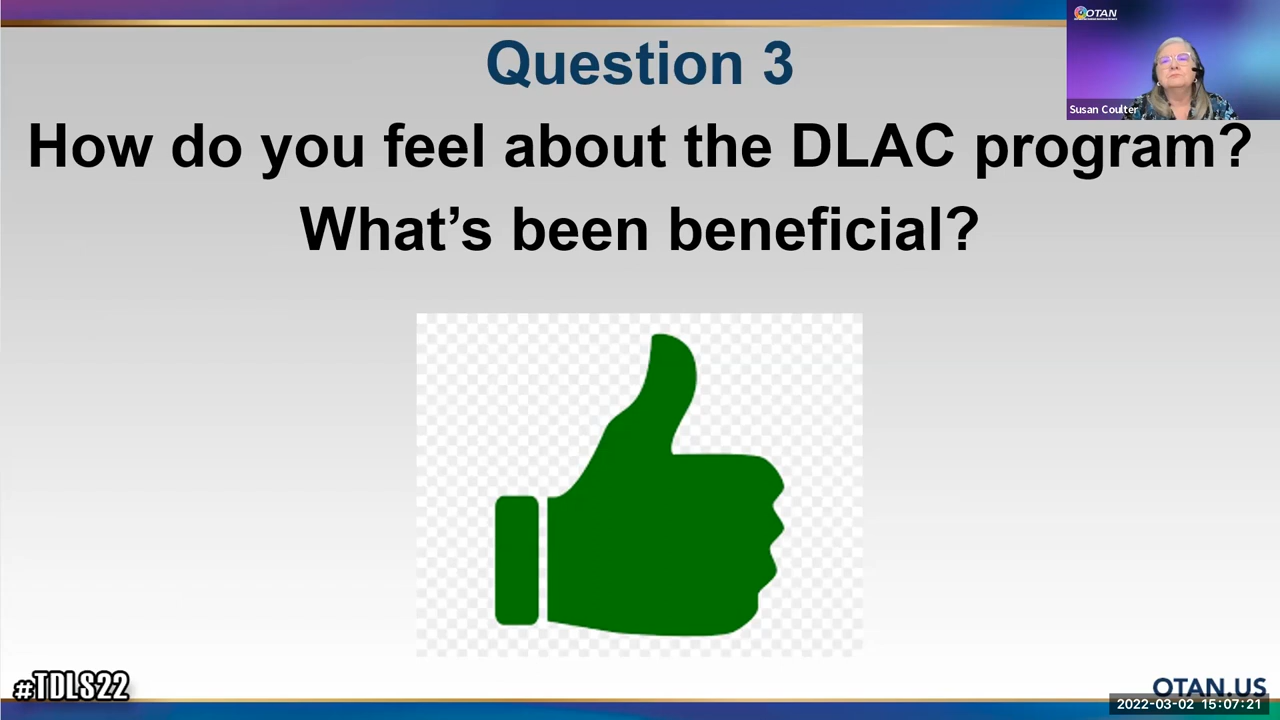 OTAN
Question 3
Susan Coulter
How do you feel about the DLAC program?
What's been beneficial?
#TDLS22
OTAN.US
2022-03-02 15:07:21